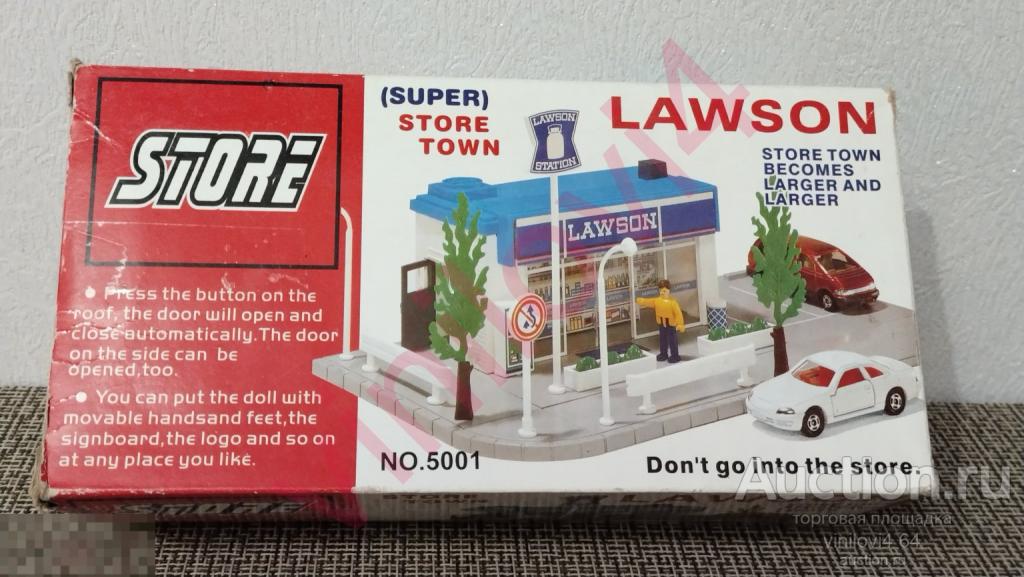 STORE
● Press the button on the
roof, the door will open and
close automatically. The door
on the side can be
opened,too.
● You can put the doll with
movable handsand feet,the
signboard,the logo and so on
at any place you like.
(SUPER)
STORE
TOWN
LAWSON
STATION
LAWSON
STORE TOWN
BECOMES
LARGER AND
LARGER
LAWSON
NO.5001
Don't go into the store.
Auction.ru
торговая площадка
vinilovi4 64
auction.ru